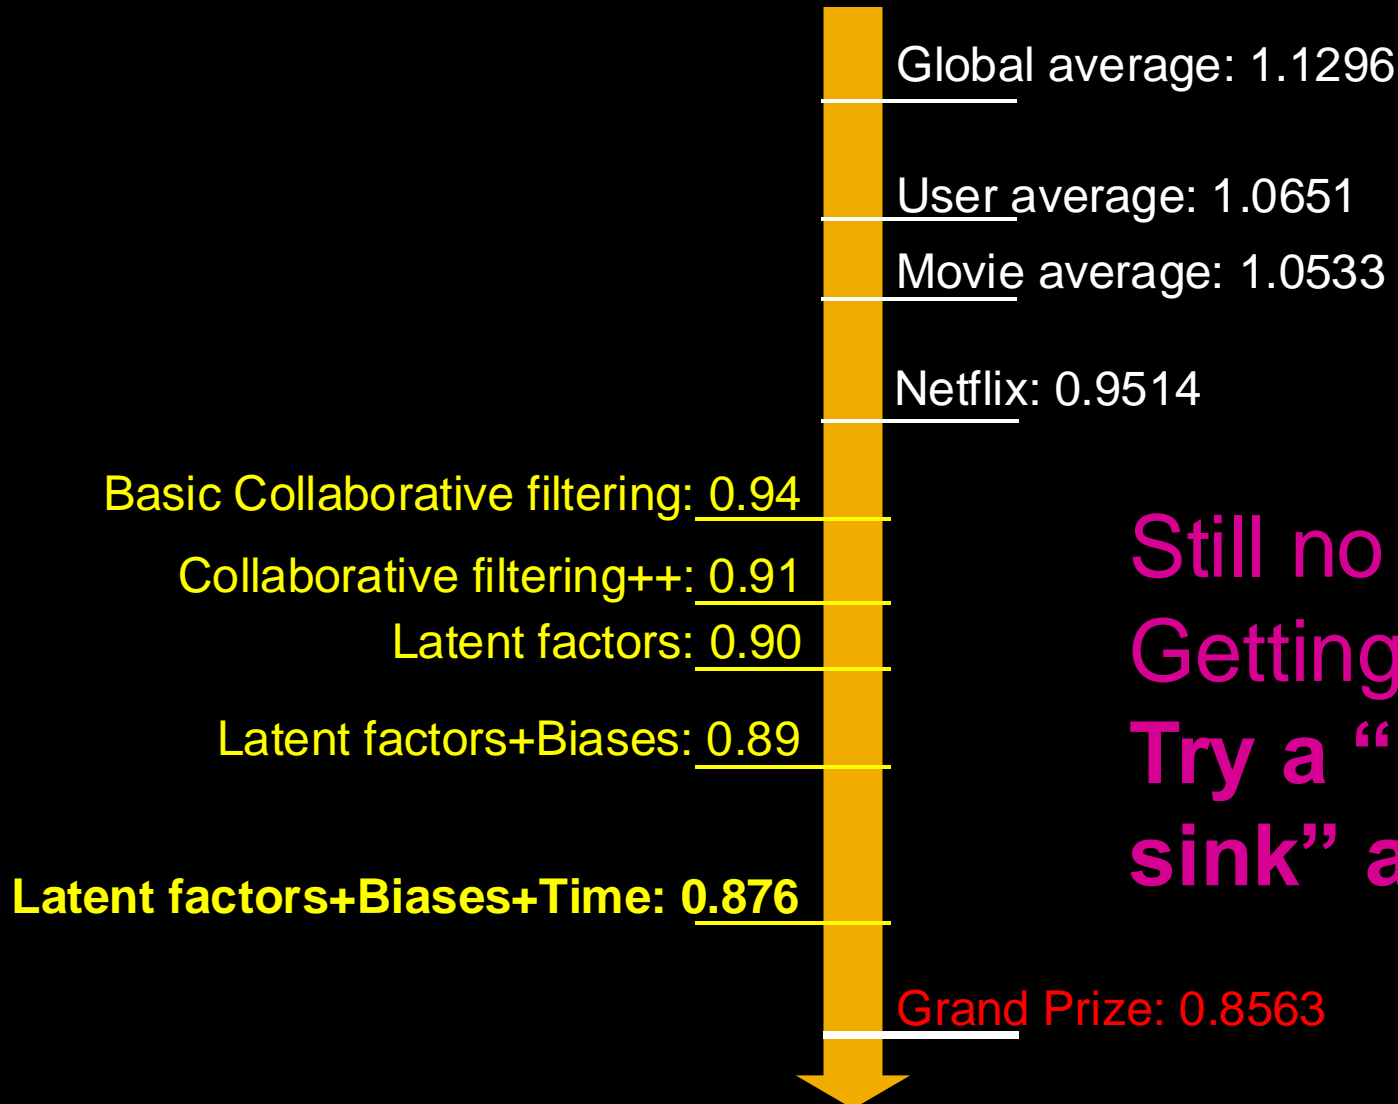 Global average: 1.1296
User average: 1.0651
Movie average: 1.0533
Netflix: 0.9514
Basic Collaborative filtering: 0.94
Collaborative filtering++: 0.91
Latent factors: 0.90
Latent factors+Biases: 0.89
Latent factors+Biases+Time: 0.876
Grand Prize: 0.8563
Still no
Getting
Try a “
sink” a